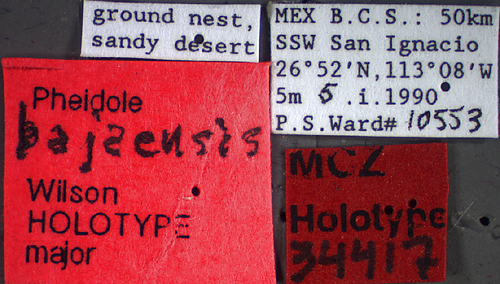 ground nest,
sandy desert
MEX B.C.S.: 50km
SSW San Ignacio
26°52'N,113°08'W
5m 5 .i.1990
P.S.Ward# 10553
Pheidole
bajaensis
Wilson
HOLOTYPE
major
MCZ
Holotype
34417